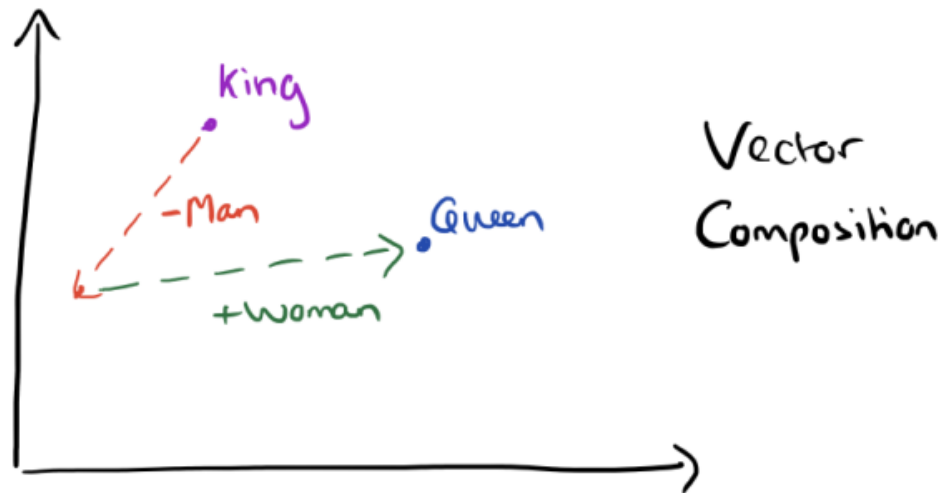 King
Vector
-Man
Queen
Composition
+Woman